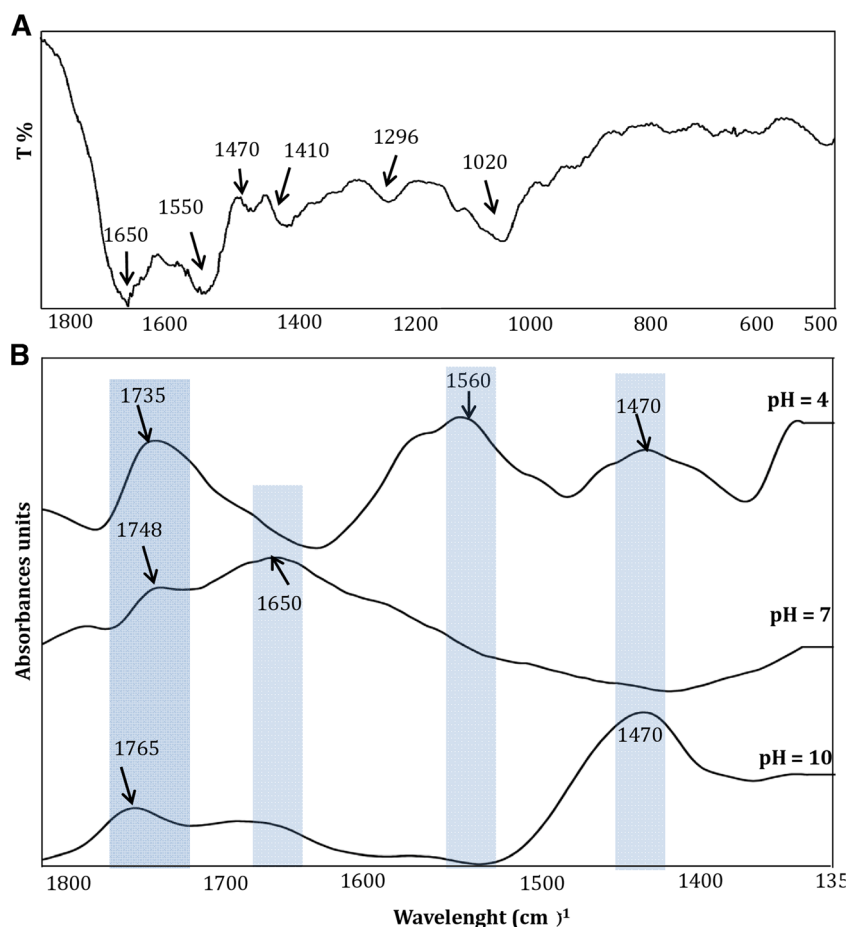 A
T %
1470
1410
1296
1020
1550
1650
1800 1600 1400 1200 1000 800 600 500
B
Absorbances units
1735
1560
1470
pH = 4
1748
1650
pH = 7
1765
1470
pH = 10
1800 1700 1600 1500 1400 135
Wavelenght (cm )1